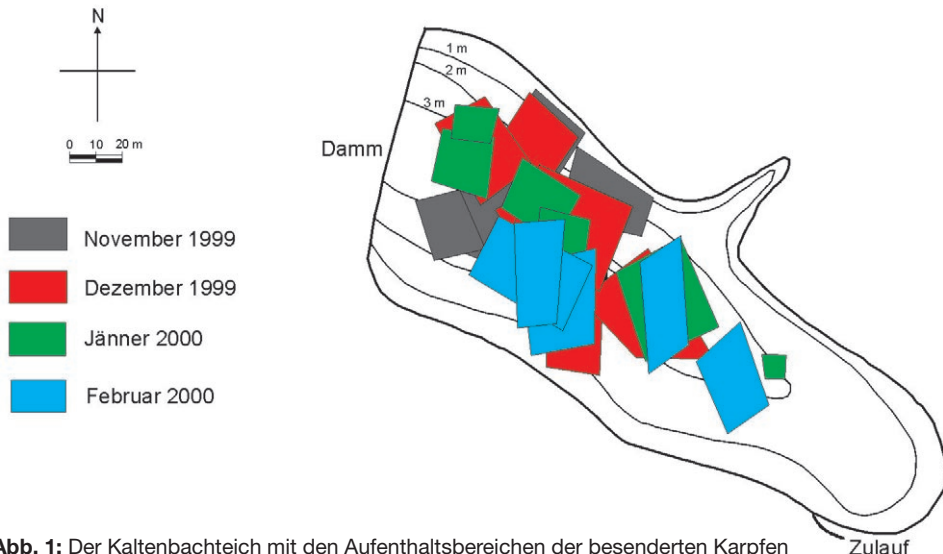 N
0 10 20 m
1 m
2 m
3 m
Damm
November 1999
Dezember 1999
Jänner 2000
Februar 2000
Zulauf
Abb. 1: Der Kaltenbachteich mit den Aufenthaltsbereichen der besenderten Karpfen